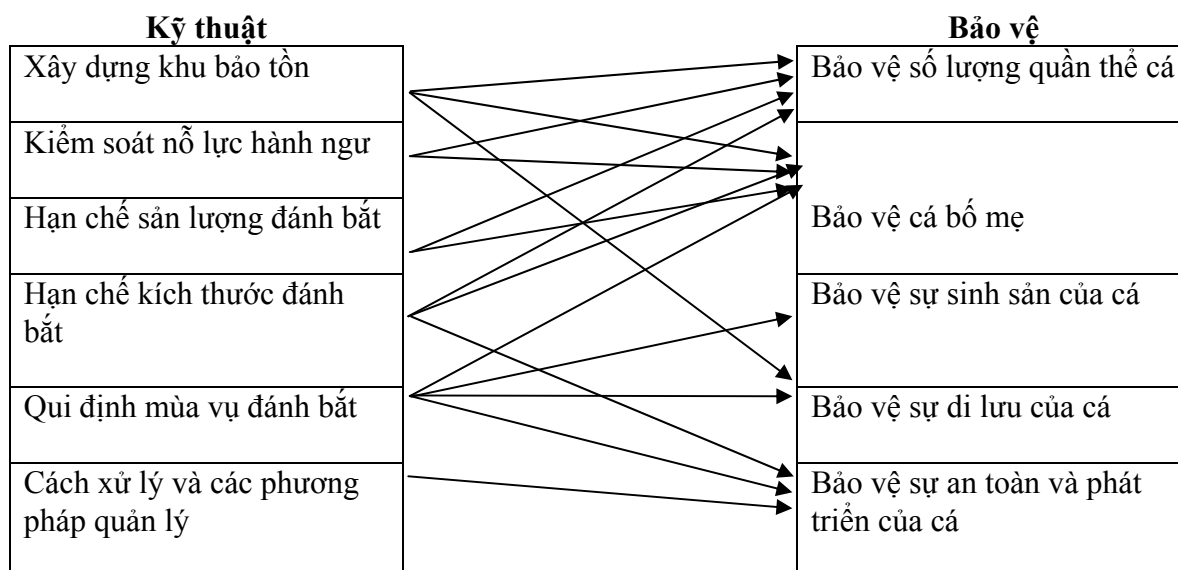 Kỹ thuật
Xây dựng khu bảo tồn
Kiểm soát nỗ lực hành ngư
Hạn chế sản lượng đánh bắt
Hạn chế kích thước đánh
bắt
Qui định mùa vụ đánh bắt
Cách xử lý và các phương
pháp quản lý
Bảo vệ
Bảo vệ số lượng quần thể cá
Bảo vệ cá bố mẹ
Bảo vệ sự sinh sản của cá
Bảo vệ sự di lưu của cá
Bảo vệ sự an toàn và phát
triển của cá